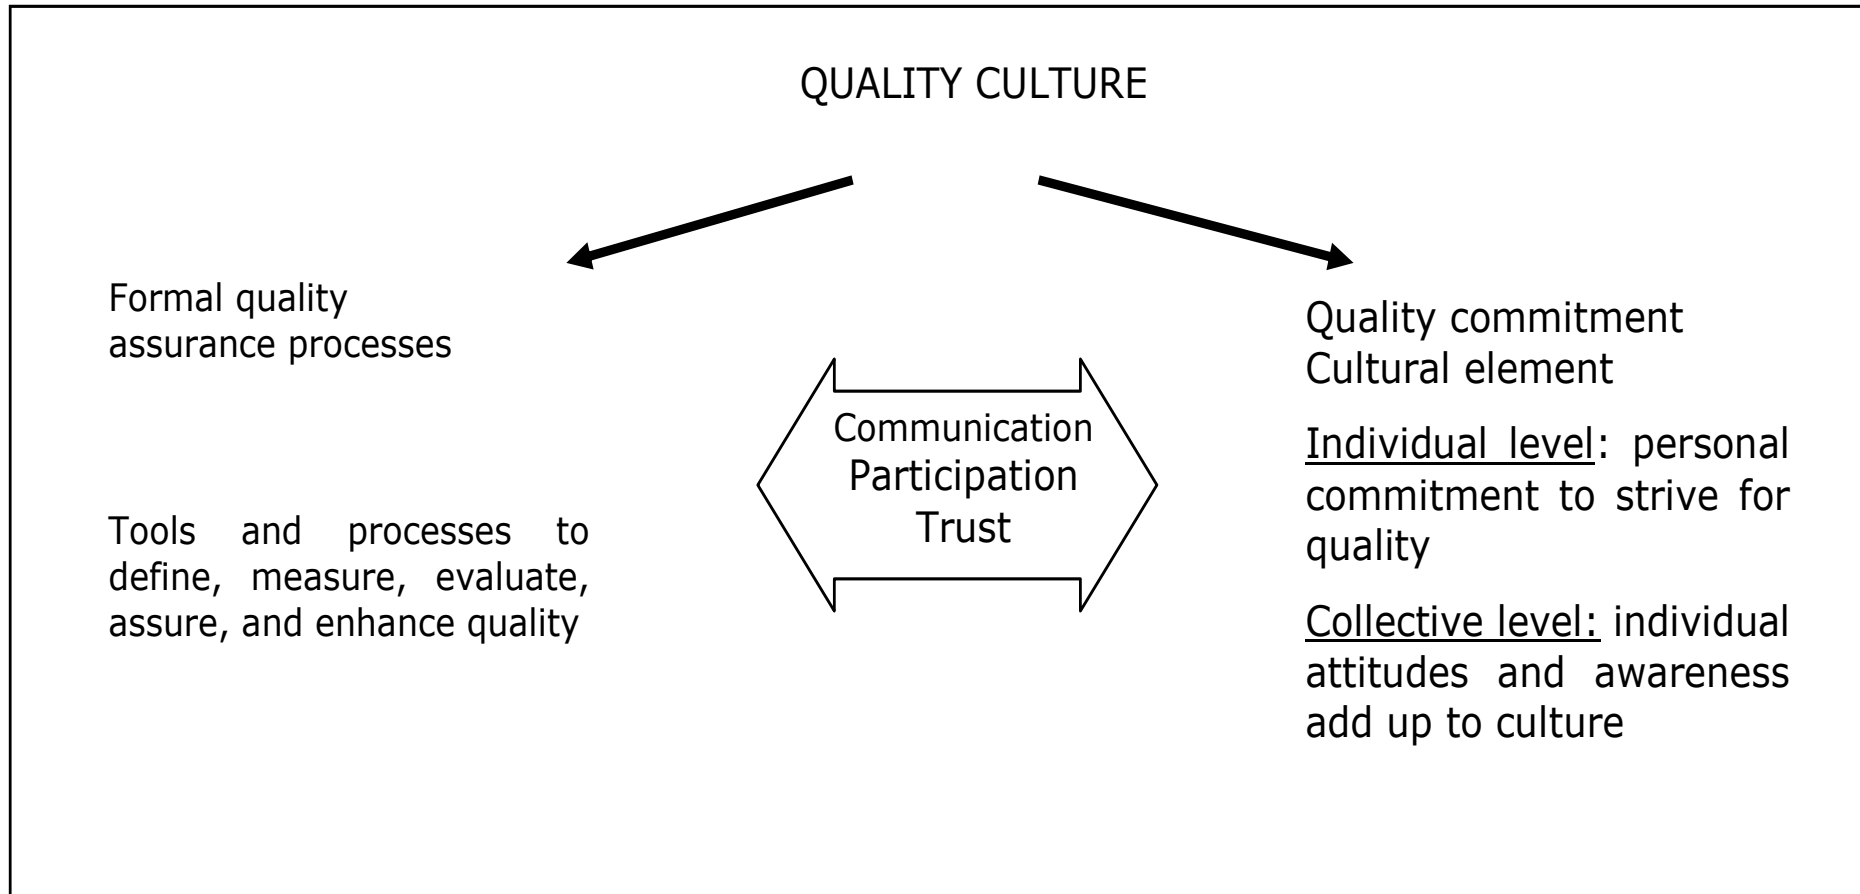 QUALITY CULTURE
Formal quality
assurance processes
Tools and processes to
define, measure, evaluate,
assure, and enhance quality
Communication
Participation
Trust
Quality commitment
Cultural element
Individual level: personal
commitment to strive for
quality
Collective level: individual
attitudes and awareness
add up to culture